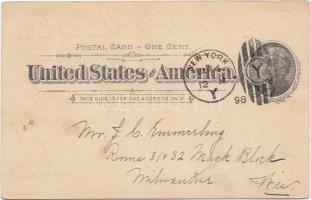 POSTAL CARD - ONE CENT.
United States of America.
THIS SIDE IS FOR THE ADDRESS ONLY.
NEW YORK
12
Y
98
Y
Mr. J. C. Emmerling
Rooms 31 & 32 Mack Block
Milwaukee
Wis.